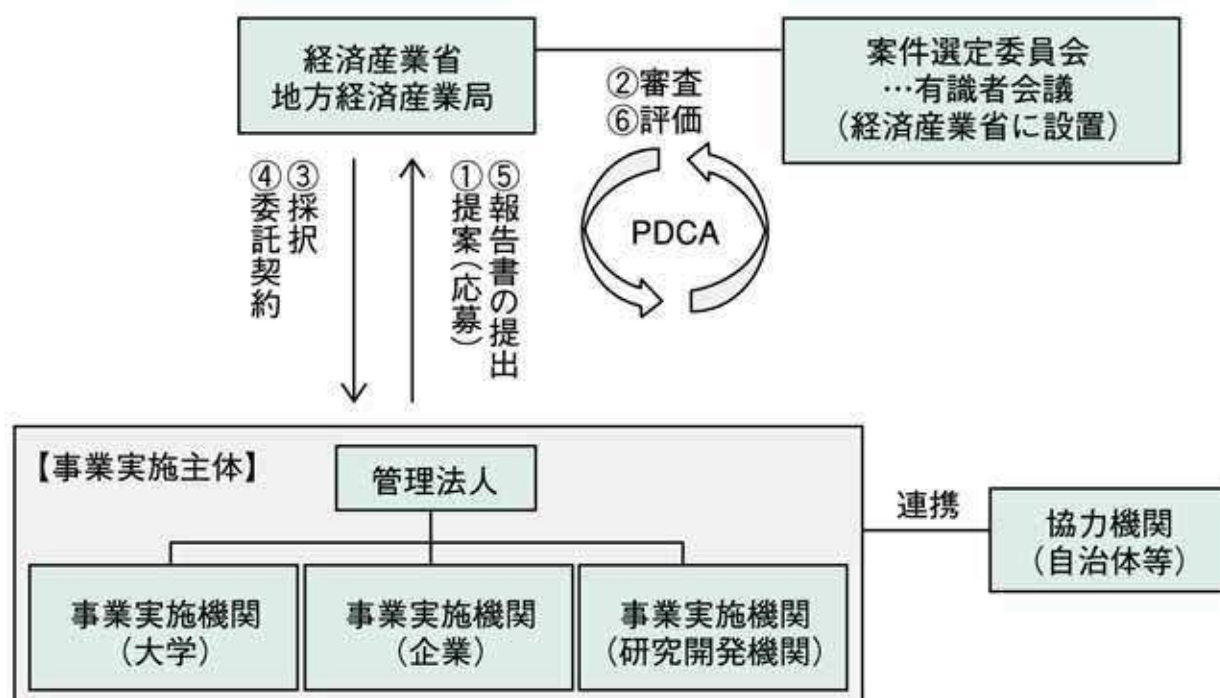 経済産業省
地方経済産業局
案件選定委員会
…有識者会議
(経済産業省に設置)
②審査
⑥評価
③採択
④委託契約
⑤報告書の提出
①提案(応募)
PDCA
【事業実施主体】
管理法人
事業実施機関
(大学)
事業実施機関
(企業)
事業実施機関
(研究開発機関)
連携
協力機関
(自治体等)